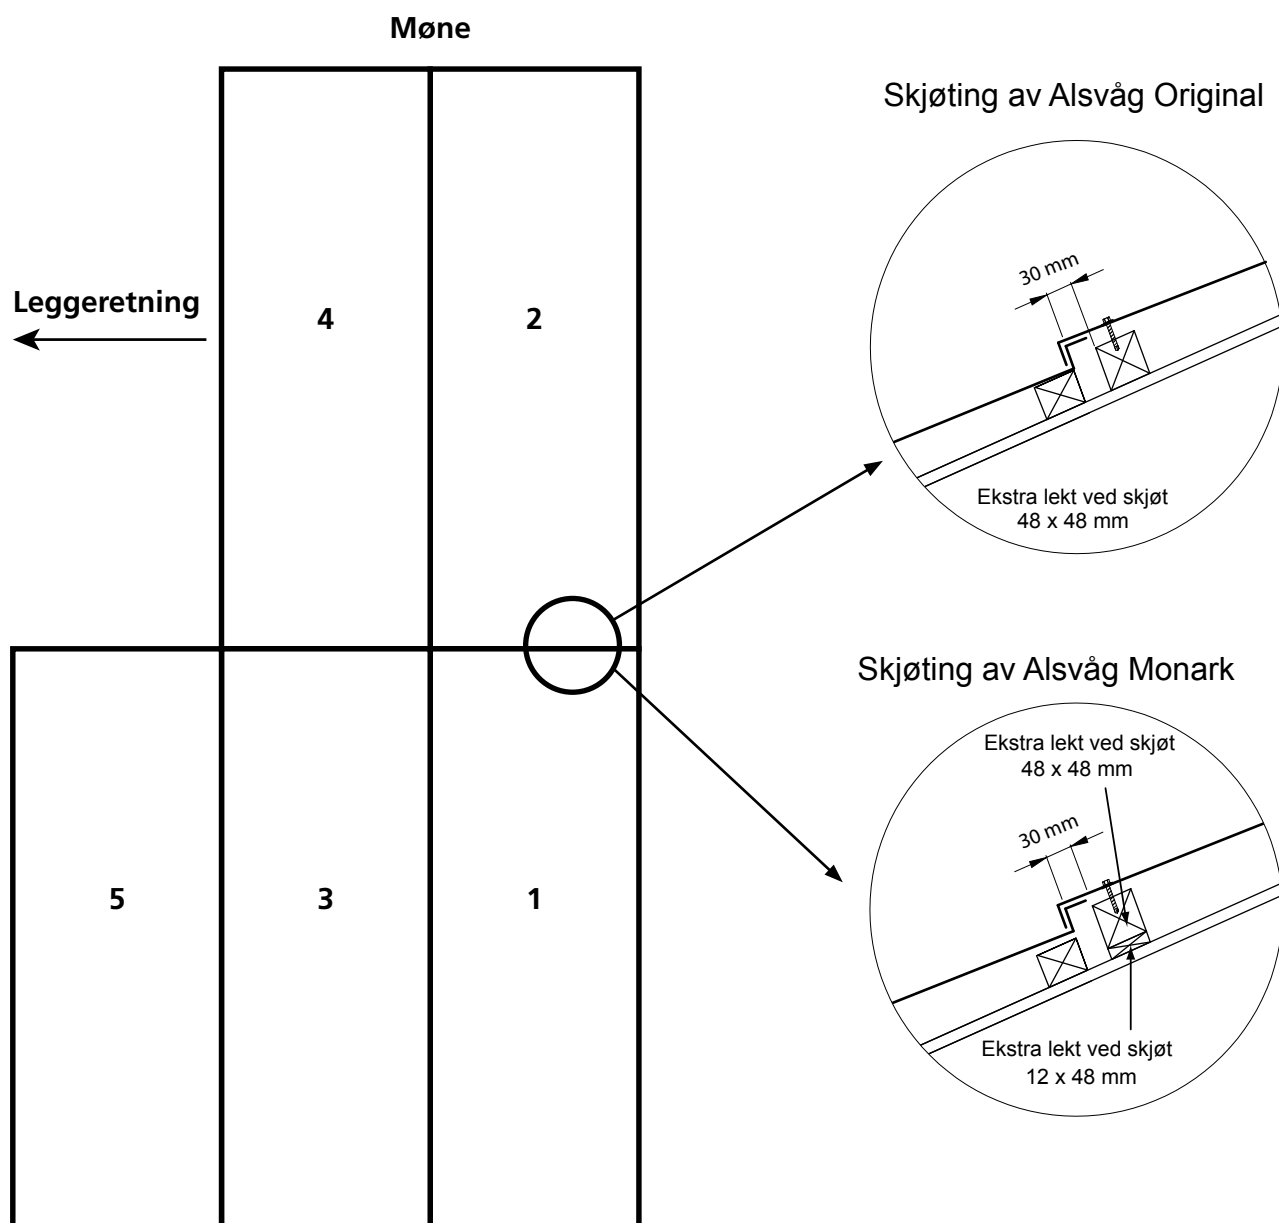 Møne
Leggeretning
4
2
5
3
1
Skjøting av Alsvåg Original
30 mm
Ekstra lekt ved skjøt
48 x 48 mm
Skjøting av Alsvåg Monark
Ekstra lekt ved skjøt
48 x 48 mm
30 mm
Ekstra lekt ved skjøt
12 x 48 mm